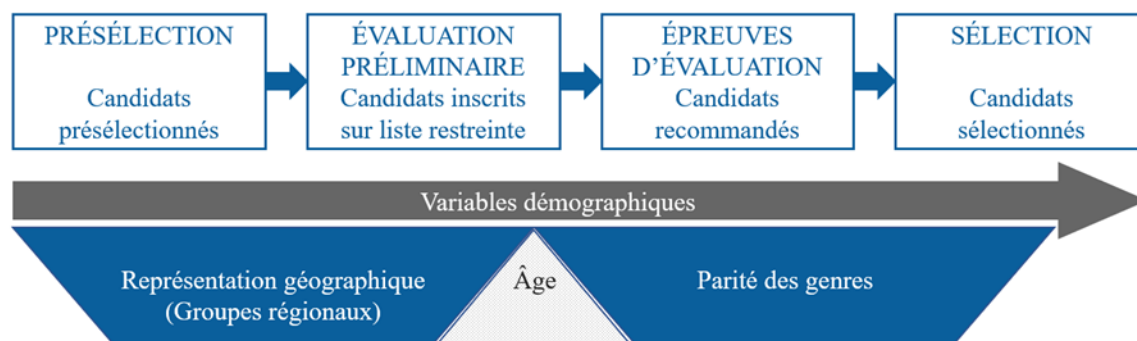 PRÉSÉLECTION
Candidats
présélectionnés
ÉVALUATION
PRÉLIMINAIRE
Candidats inscrits
sur liste restreinte
ÉPREUVES
D’ÉVALUATION
Candidats
recommandés
SÉLECTION
Candidats
sélectionnés
Variables démographiques
Représentation géographique
(Groupes régionaux)
Âge
Parité des genres